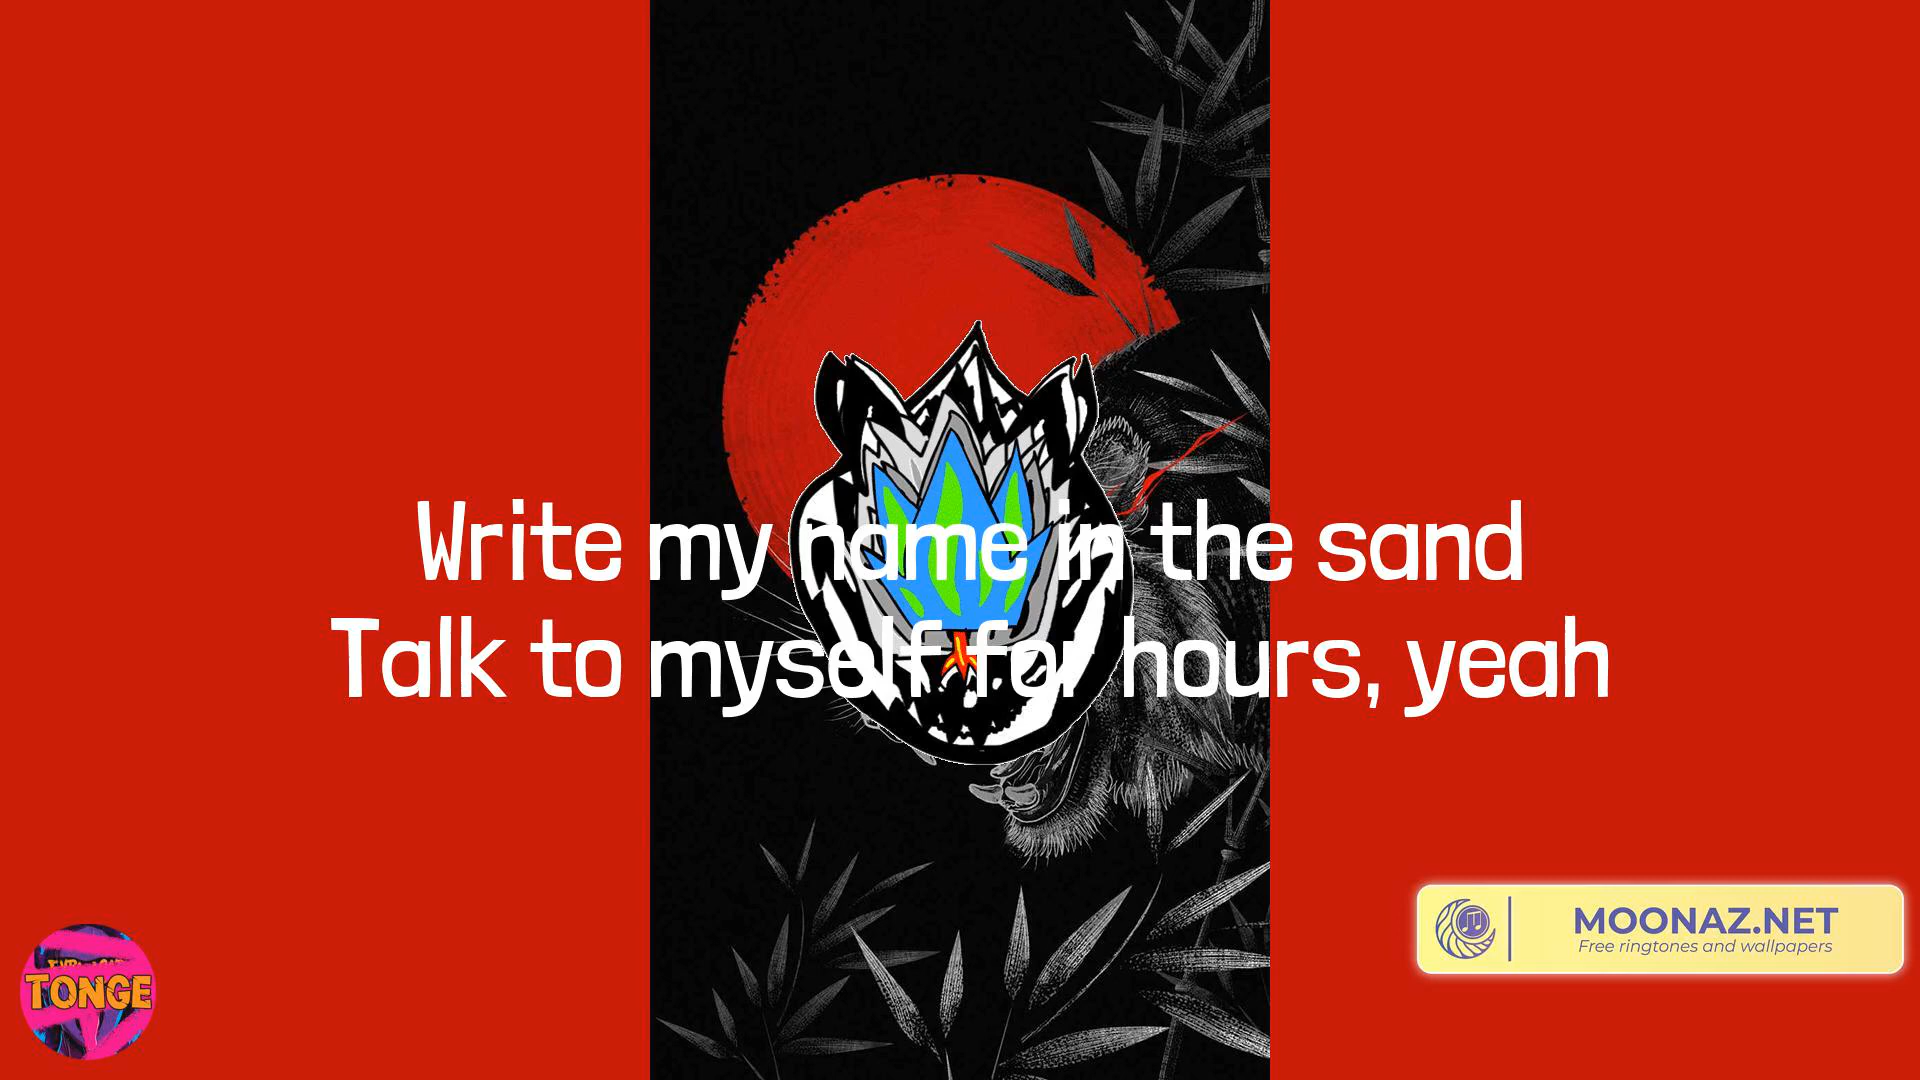 Write my name in the sand
Talk to myself for hours, yeah
MOONAZ.NET
Free ringtones and wallpapers
TONGE